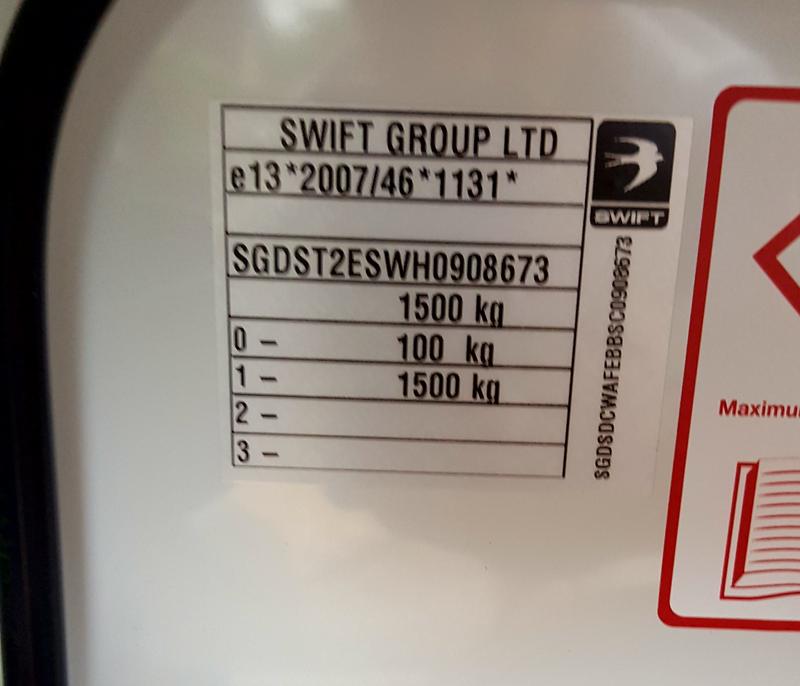 SWIFT GROUP LTD
e13*2007/46*1131*
SGDST2ESWH0908673
1500 kg
0 - 100 kg
1 - 1500 kg
2 -
3 -
SWIFT
SGDSDCWAFEBBSC0908673
Maximu